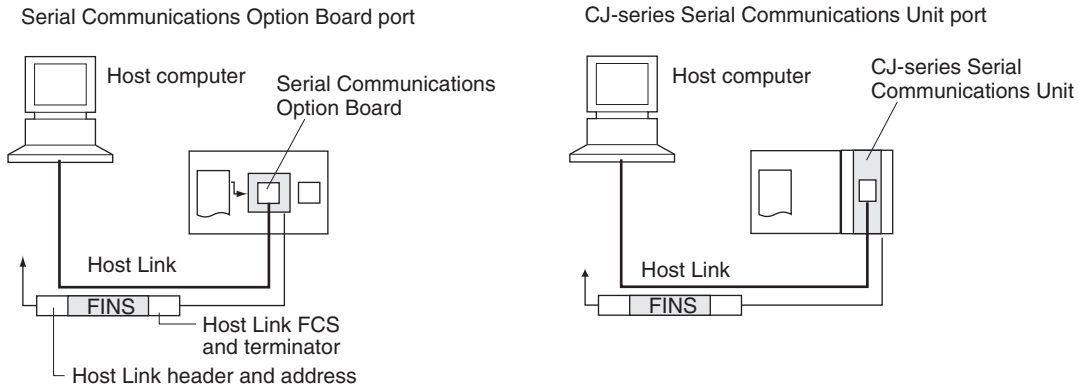 Serial Communications Option Board port
Host computer
Serial Communications
Option Board
Host Link
FINS
Host Link FCS
and terminator
Host Link header and address
CJ-series Serial Communications Unit port
Host computer
CJ-series Serial
Communications Unit
Host Link
FINS